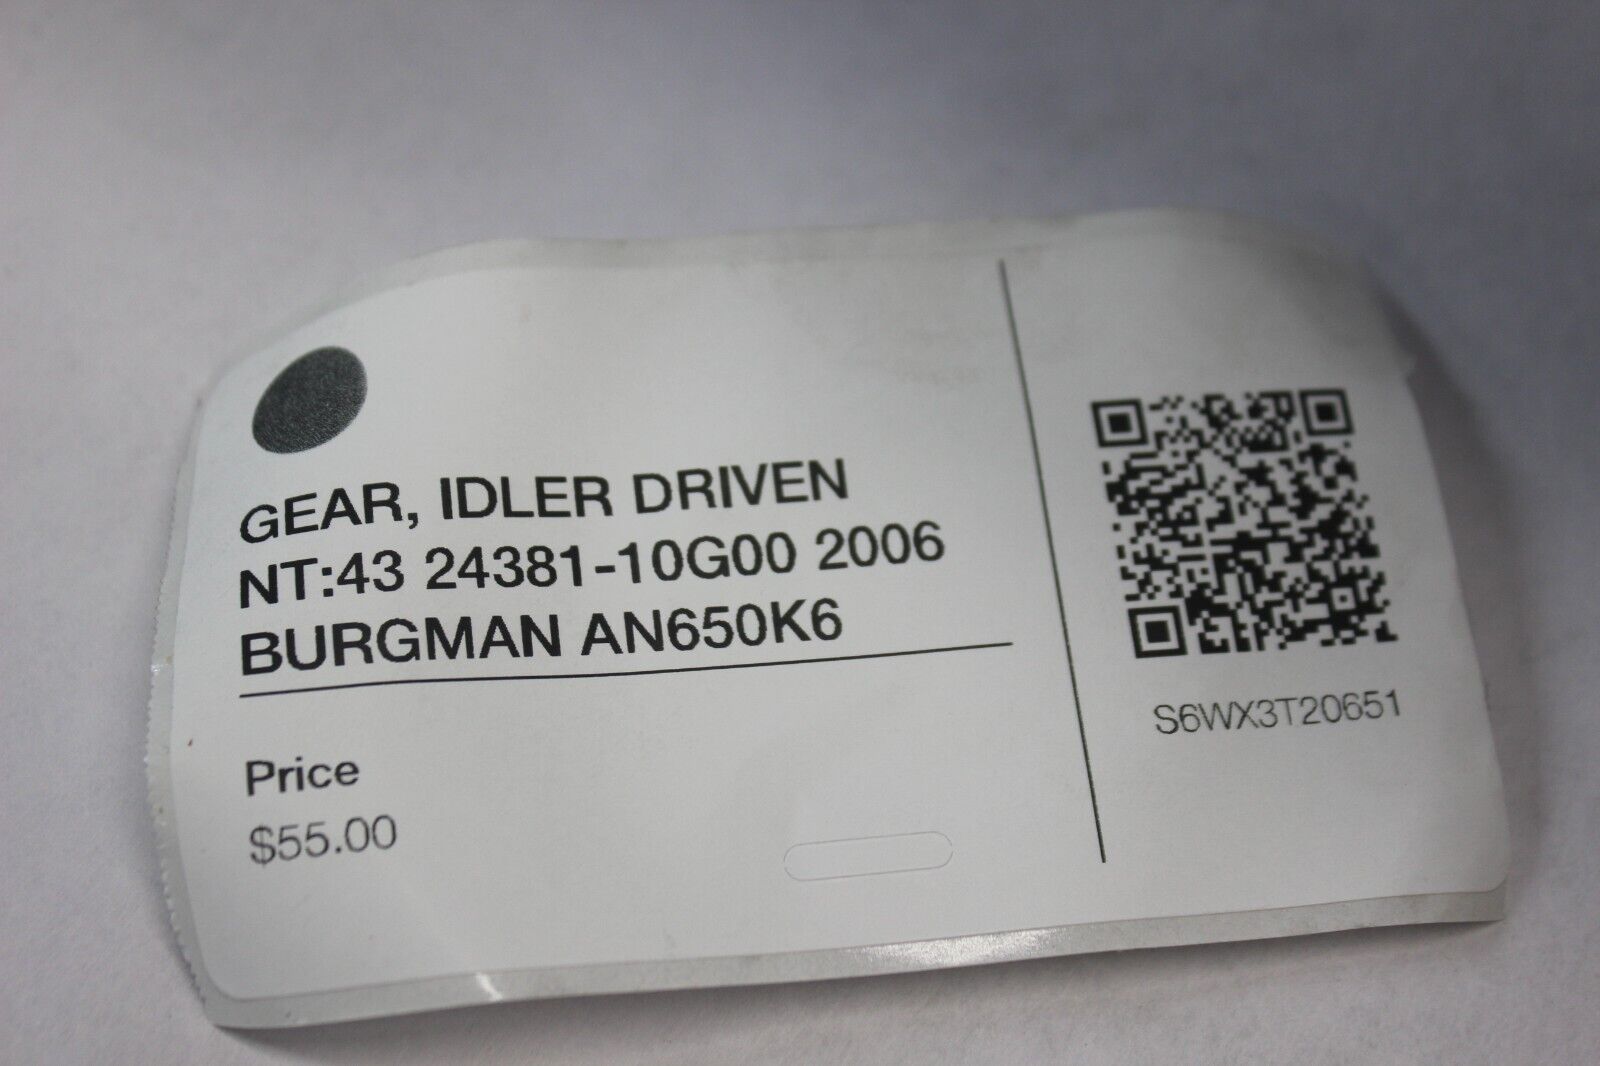 GEAR, IDLER DRIVEN
NT:43 24381-10G00 2006
BURGMAN AN650K6
Price
$55.00
S6WX3T20651